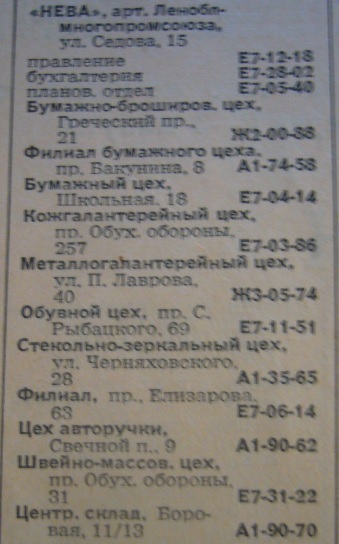 «НЕВА», арт. Леноблм-
многопромсоюза,
ул. Седова, 15
правление Е7-12-18
бухгалтерия Е7-28-02
планов. отдел Е7-05-40
Бумажно-брошюров. цех,
Греческий пр.,
21 Ж2-00-88
Филиал бумажного цеха,
пр. Бакунина, 8 А1-74-58
Бумажный цех,
Школьная, 18 Е7-04-14
Кожгалантерейный цех,
пр. Обух. обороны,
257 Е7-03-86
Металлогалантерейный цех,
ул. П. Лаврова,
40 Ж3-05-74
Обувной цех, пр. С.
Рыбацкого, 69 Е7-11-51
Стекольно-зеркальный цех,
ул. Черняховского,
28 А1-35-65
Филиал, пр., Елизарова,
63 Е7-06-14
Цех авторучки,
Свечной п., 9 А1-90-62
Швейно-массов. цех,
пр. Обух. обороны,
31 Е7-31-22
Центр. склад, Боро-
вая, 11/13 А1-90-70